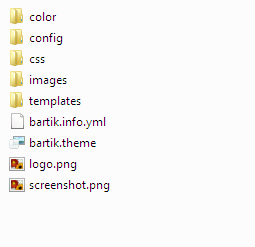 color
config
css
images
templates
bartik.info.yml
bartik.theme
logo.png
screenshot.png